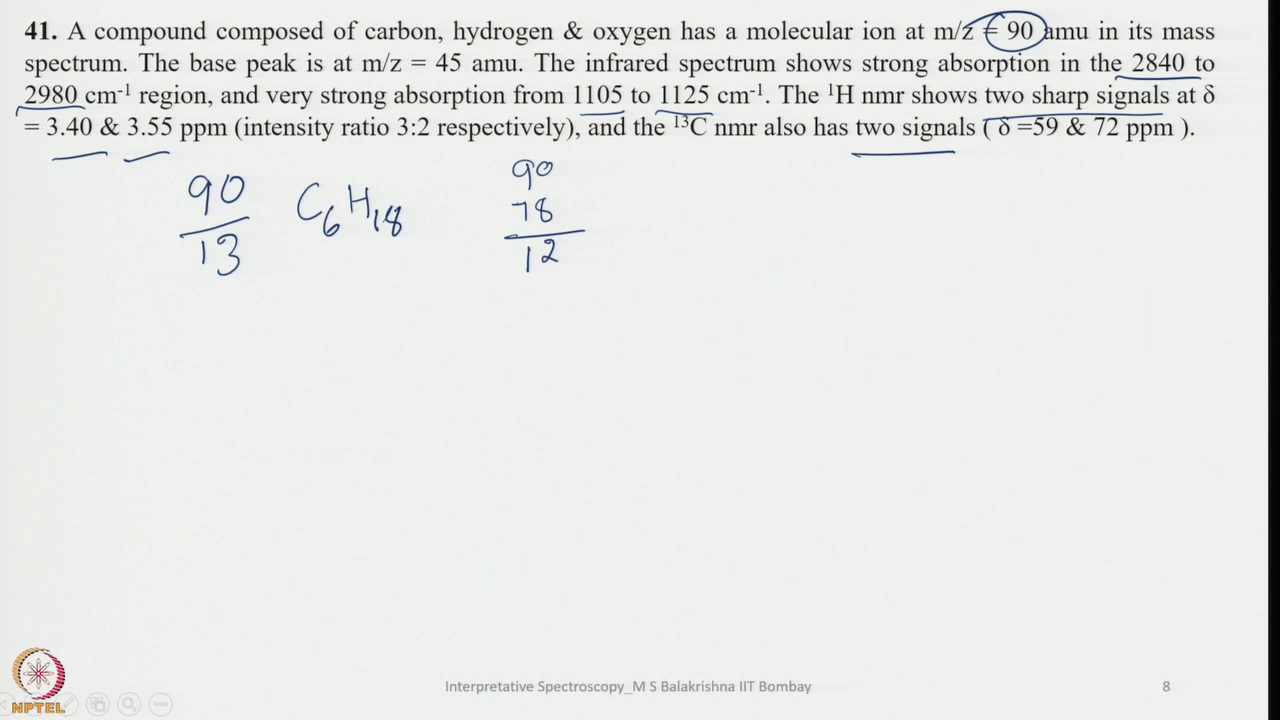 41. A compound composed of carbon, hydrogen & oxygen has a molecular ion at m/z = 90 amu in its mass
spectrum. The base peak is at m/z = 45 amu. The infrared spectrum shows strong absorption in the 2840 to
2980 cm⁻¹ region, and very strong absorption from 1105 to 1125 cm⁻¹. The ¹H nmr shows two sharp signals at δ
= 3.40 & 3.55 ppm (intensity ratio 3:2 respectively), and the ¹³C nmr also has two signals ( δ =59 & 72 ppm ).
90
13
C₆H₁₈
90
78
12
Interpretative Spectroscopy_M S Balakrishna IIT Bombay
8
NPTEL